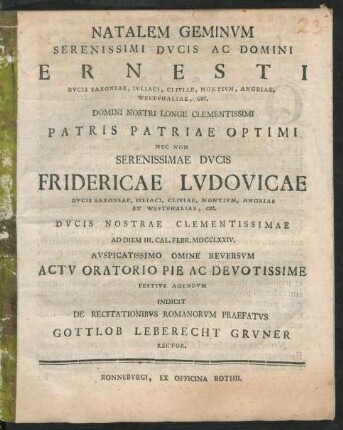 23
NATALEM GEMINVM
SERENISSIMI DVCIS AC DOMINI
ERNESTI
DVCIS SAXONIAE, IVLIACI, CLIVIAE, MONTIVM, ANGRIAE,
WESTPHALIAE, cet.
DOMINI NOSTRI LONGE CLEMENTISSIMI
PATRIS PATRIAE OPTIMI
NEC NON
SERENISSIMAE DVCIS
FRIDERICAE LVDOVICAE
DVCIS SAXONIAE, IVLIACI, CLIVIAE, MONTIVM, ANGRIAE
ET WESTPHALIAE, cet.
DVCIS NOSTRAE CLEMENTISSIMAE
AD DIEM III. CAL. FEBR. MDCCLXXIV.
AVSPICATISSIMO OMINE REVERSVM
ACTV ORATORIO PIE AC DEVOTISSIME
FESTIVE AGENDVM
INDICIT
DE RECITATIONIBVS ROMANORVM PRAEFATVS
GOTTLOB LEBERECHT GRVNER
RECTOR.
RONNEBVRGI, EX OFFICINA ROTHII.